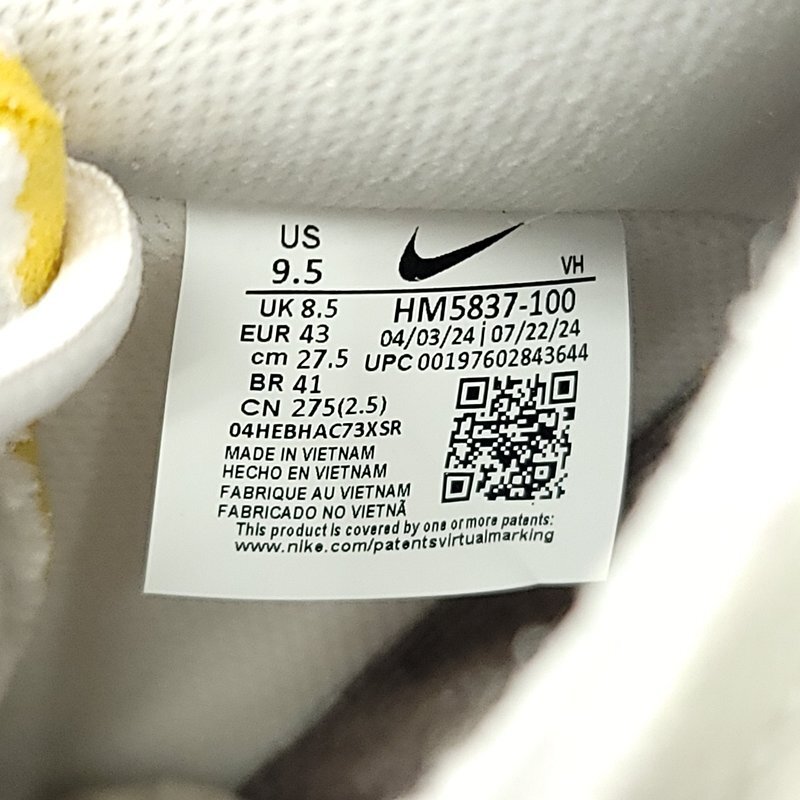 US
9.5
VH
UK 8.5
EUR 43
cm 27.5
BR 41
CN 275(2.5)
04HEBHAC73XSR
HM5837-100
04/03/24 | 07/22/24
UPC 00197602843644
MADE IN VIETNAM
HECHO EN VIETNAM
FABRIQUE AU VIETNAM
FABRICADO NO VIETNÃ
This product is covered by one or more patents:
www.nike.com/patentsvirtualmarking